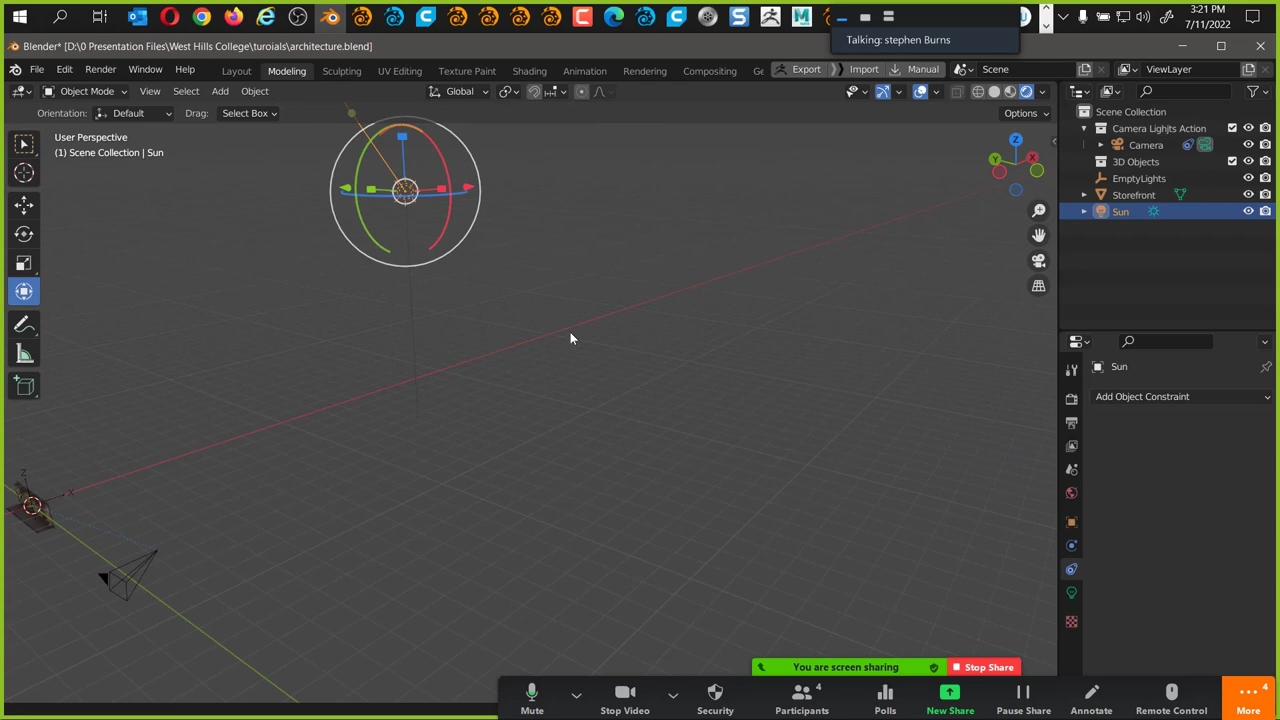 3:21 PM
7/11/2022
Talking: stephen Burns
Blender* [D:\0 Presentation Files\West Hills College\turoials\architecture.blend]
File Edit Render Window Help Layout Modeling Sculpting UV Editing Texture Paint Shading Animation Rendering Compositing Ge Export Import Manual Scene ViewLayer
Object Mode View Select Add Object Global
Orientation: Default Drag: Select Box Options
User Perspective
(1) Scene Collection | Sun
Scene Collection
Camera Lights Action
Camera
3D Objects
EmptyLights
Storefront
Sun
Z
Y X
Z
X
Sun
Add Object Constraint
You are screen sharing Stop Share
4 4
Mute Stop Video Security Participants Polls New Share Pause Share Annotate Remote Control More